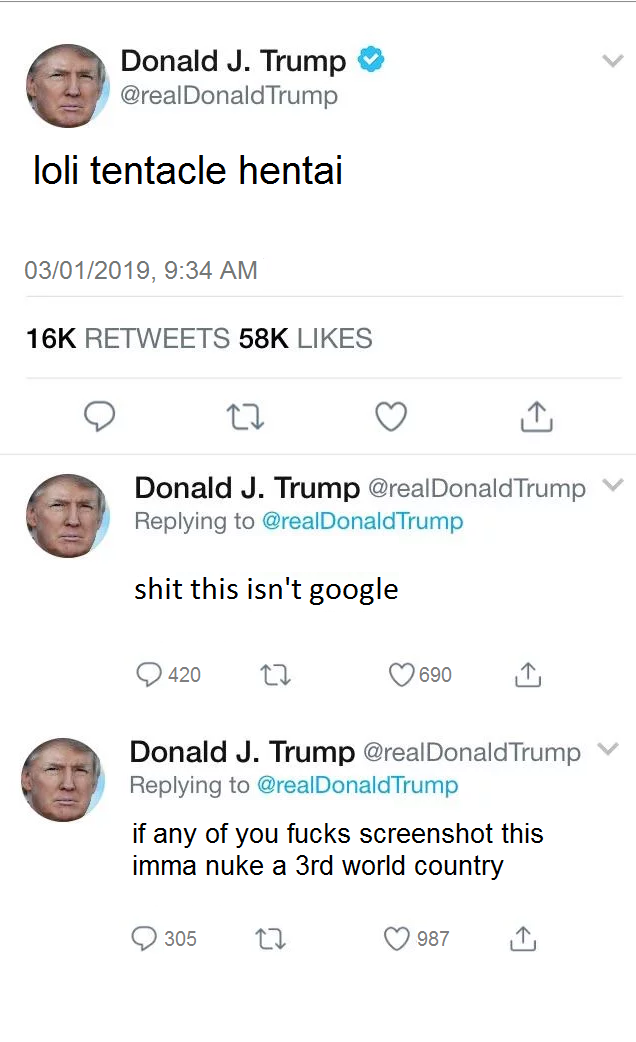 Donald J. Trump
@realDonaldTrump
loli tentacle hentai
03/01/2019, 9:34 AM
16K RETWEETS 58K LIKES
Donald J. Trump @realDonaldTrump
Replying to @realDonaldTrump
shit this isn't google
420 690
Donald J. Trump @realDonaldTrump
Replying to @realDonaldTrump
if any of you fucks screenshot this
imma nuke a 3rd world country
305 987